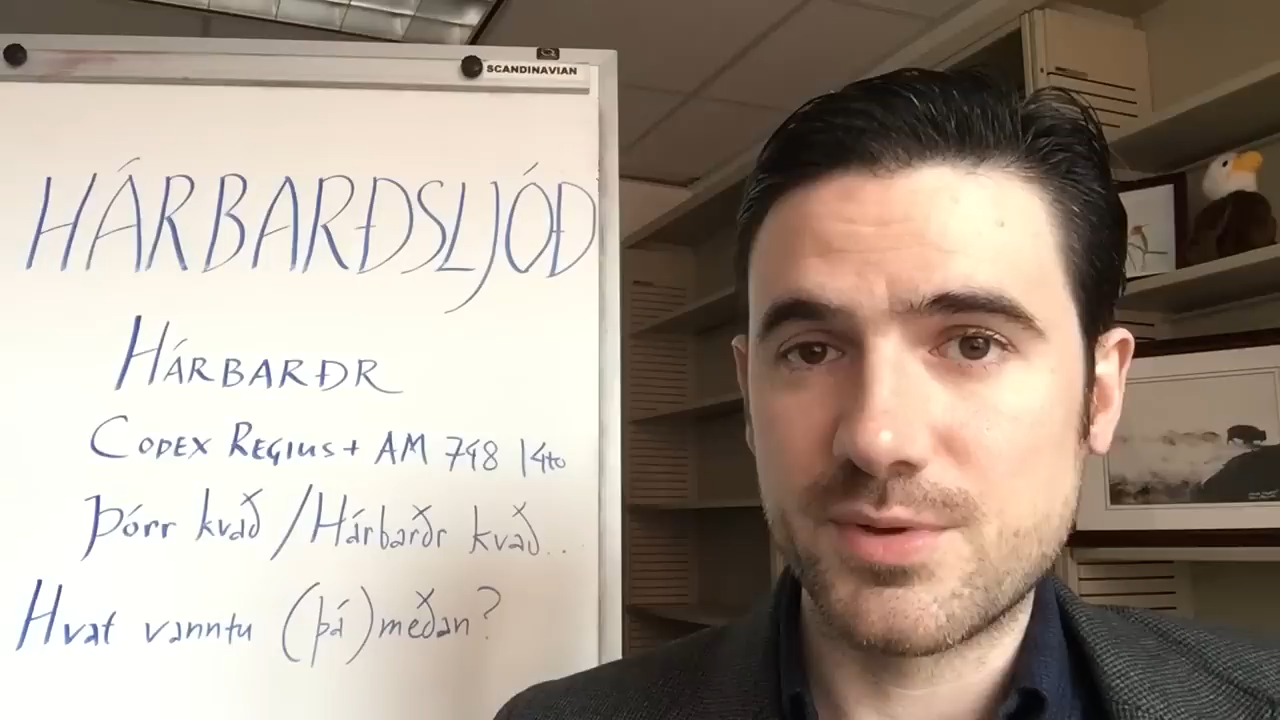 SCANDINAVIAN
HÁRBARÐSLJÓÐ
HÁRBARÐR
CODEX REGIUS + AM 748 I 4to
Þórr kvað / Hárbarðr kvað...
Hvat vanntu (þá) meðan?